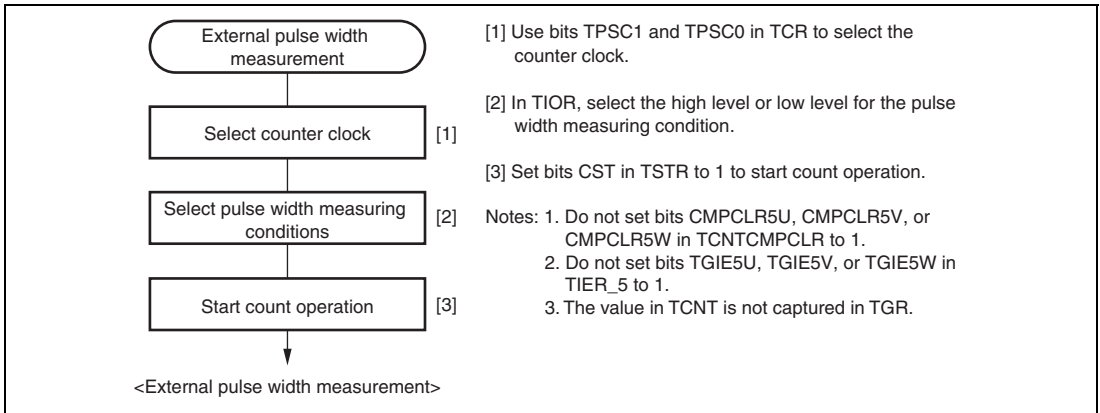 External pulse width
measurement
Select counter clock
[1]
Select pulse width measuring
conditions
[2]
Start count operation
[3]
<External pulse width measurement>
[1] Use bits TPSC1 and TPSC0 in TCR to select the
counter clock.
[2] In TIOR, select the high level or low level for the pulse
width measuring condition.
[3] Set bits CST in TSTR to 1 to start count operation.
Notes: 1. Do not set bits CMPCLR5U, CMPCLR5V, or
CMPCLR5W in TCNTCMPCLR to 1.
2. Do not set bits TGIE5U, TGIE5V, or TGIE5W in
TIER_5 to 1.
3. The value in TCNT is not captured in TGR.